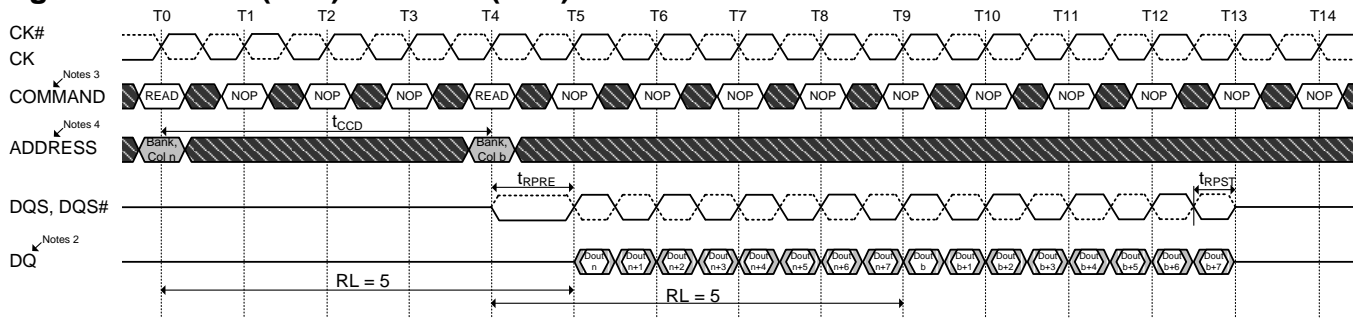 T0 T1 T2 T3 T4 T5 T6 T7 T8 T9 T10 T11 T12 T13 T14
CK#
CK
Notes 3
COMMAND READ NOP NOP NOP READ NOP NOP NOP NOP NOP NOP NOP NOP NOP NOP
tCCD
Notes 4
ADDRESS Bank, Col n Bank, Col b
tRPRE tRPST
DQS, DQS#
Notes 2
DQ Dout n Dout n+1 Dout n+2 Dout n+3 Dout n+4 Dout n+5 Dout n+6 Dout n+7 Dout b Dout b+1 Dout b+2 Dout b+3 Dout b+4 Dout b+5 Dout b+6 Dout b+7
RL = 5 RL = 5